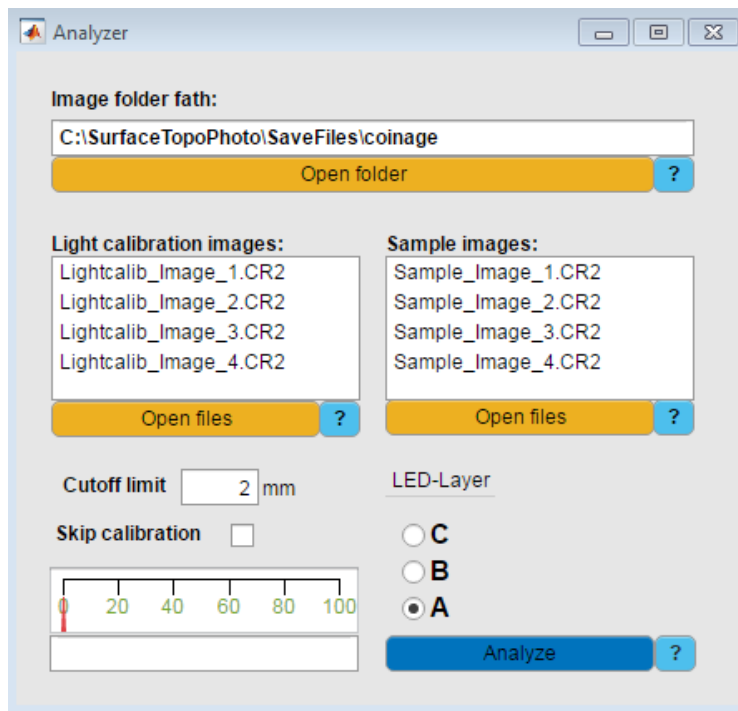 Analyzer
Image folder fath:
C:\SurfaceTopoPhoto\SaveFiles\coinage
Open folder ?
Light calibration images: Sample images:
Lightcalib_Image_1.CR2 Sample_Image_1.CR2
Lightcalib_Image_2.CR2 Sample_Image_2.CR2
Lightcalib_Image_3.CR2 Sample_Image_3.CR2
Lightcalib_Image_4.CR2 Sample_Image_4.CR2
Open files ? Open files ?
Cutoff limit 2 mm LED-Layer
Skip calibration C
B
0 20 40 60 80 100 A
Analyze ?